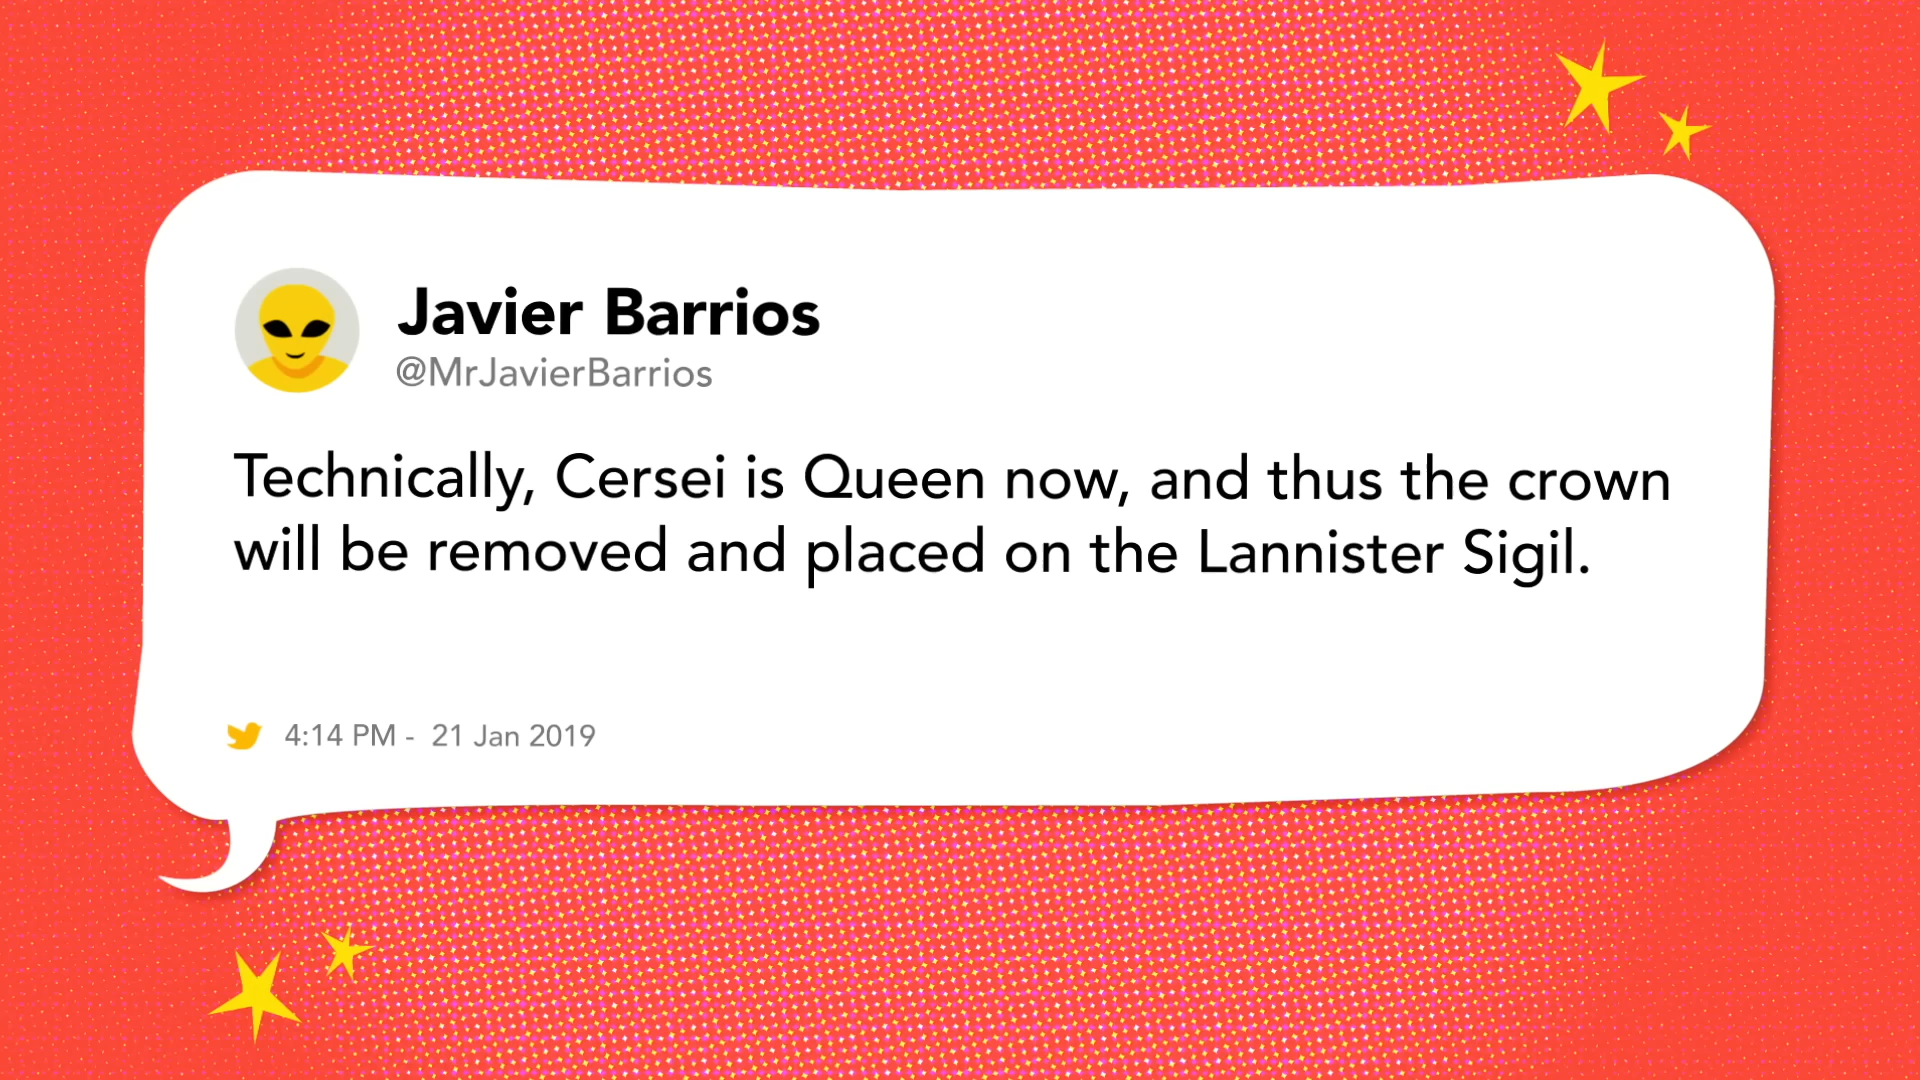 Javier Barrios
@MrJavierBarrios
Technically, Cersei is Queen now, and thus the crown
will be removed and placed on the Lannister Sigil.
4:14 PM - 21 Jan 2019